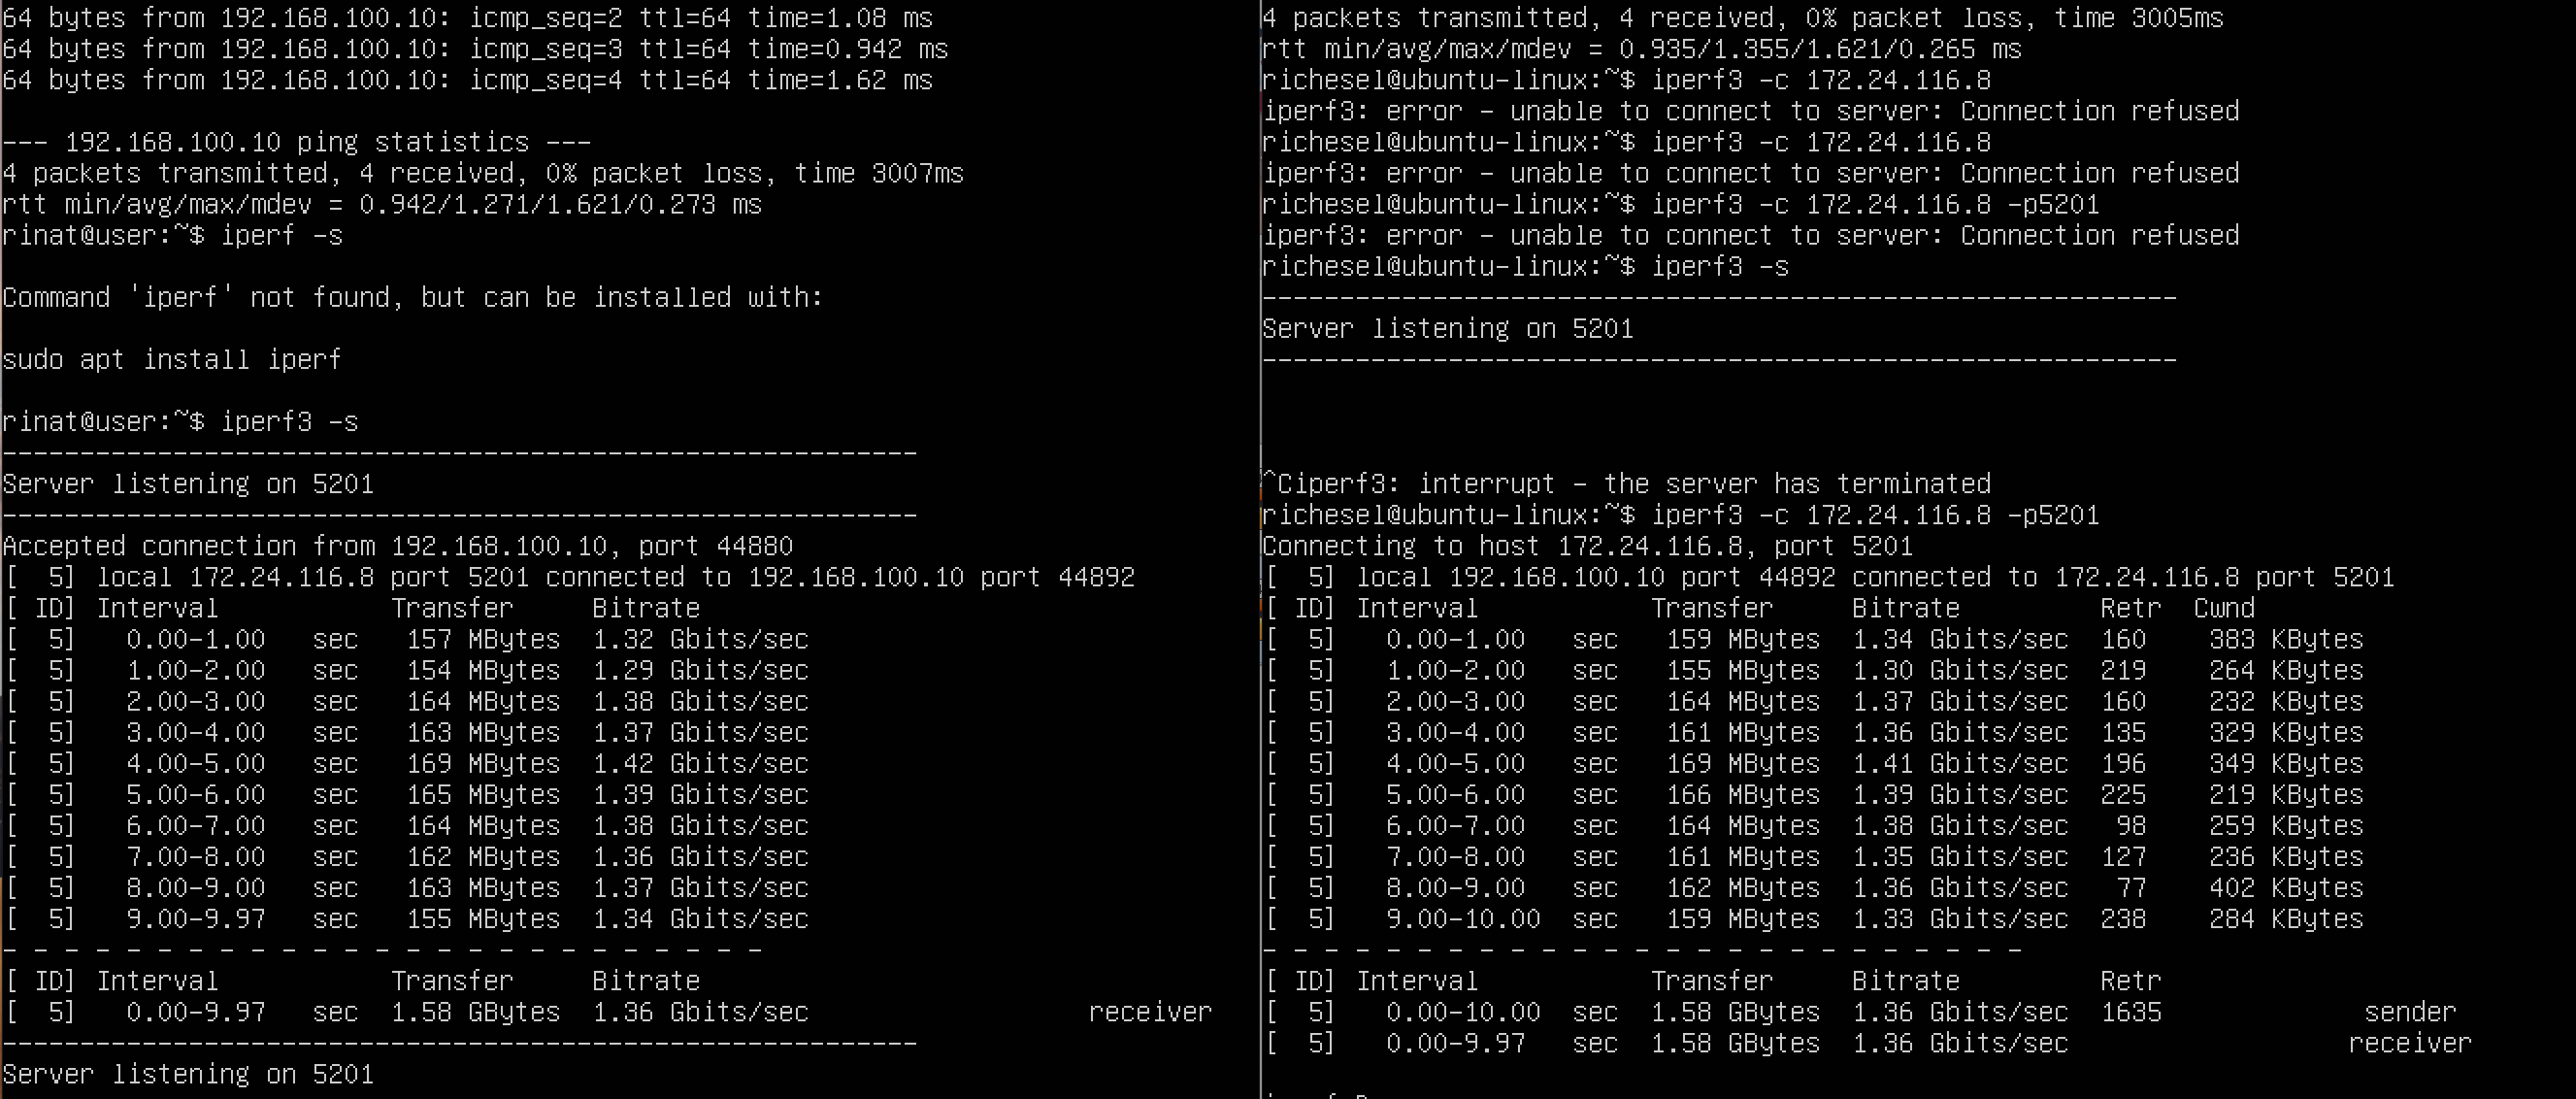 64 bytes from 192.168.100.10: icmp_seq=2 ttl=64 time=1.08 ms
64 bytes from 192.168.100.10: icmp_seq=3 ttl=64 time=0.942 ms
64 bytes from 192.168.100.10: icmp_seq=4 ttl=64 time=1.62 ms
--- 192.168.100.10 ping statistics ---
4 packets transmitted, 4 received, 0% packet loss, time 3007ms
rtt min/avg/max/mdev = 0.942/1.271/1.621/0.273 ms
rinat@user:~$ iperf -s
Command 'iperf' not found, but can be installed with:
sudo apt install iperf
rinat@user:~$ iperf3 -s
-----------------------------------------------------------
Server listening on 5201
-----------------------------------------------------------
Accepted connection from 192.168.100.10, port 44880
[  5] local 172.24.116.8 port 5201 connected to 192.168.100.10 port 44892
[ ID] Interval           Transfer     Bitrate
[  5]   0.00-1.00   sec   157 MBytes  1.32 Gbits/sec
[  5]   1.00-2.00   sec   154 MBytes  1.29 Gbits/sec
[  5]   2.00-3.00   sec   164 MBytes  1.38 Gbits/sec
[  5]   3.00-4.00   sec   163 MBytes  1.37 Gbits/sec
[  5]   4.00-5.00   sec   169 MBytes  1.42 Gbits/sec
[  5]   5.00-6.00   sec   165 MBytes  1.39 Gbits/sec
[  5]   6.00-7.00   sec   164 MBytes  1.38 Gbits/sec
[  5]   7.00-8.00   sec   162 MBytes  1.36 Gbits/sec
[  5]   8.00-9.00   sec   163 MBytes  1.37 Gbits/sec
[  5]   9.00-9.97   sec   155 MBytes  1.34 Gbits/sec
- - - - - - - - - - - - - - - - - - - - - - - - -
[ ID] Interval           Transfer     Bitrate
[  5]   0.00-9.97   sec  1.58 GBytes  1.36 Gbits/sec                  receiver
-----------------------------------------------------------
Server listening on 5201
4 packets transmitted, 4 received, 0% packet loss, time 3005ms
rtt min/avg/max/mdev = 0.935/1.355/1.621/0.265 ms
richesel@ubuntu-linux:~$ iperf3 -c 172.24.116.8
iperf3: error - unable to connect to server: Connection refused
richesel@ubuntu-linux:~$ iperf3 -c 172.24.116.8
iperf3: error - unable to connect to server: Connection refused
richesel@ubuntu-linux:~$ iperf3 -c 172.24.116.8 -p5201
iperf3: error - unable to connect to server: Connection refused
richesel@ubuntu-linux:~$ iperf3 -s
-----------------------------------------------------------
Server listening on 5201
-----------------------------------------------------------
^Ciperf3: interrupt - the server has terminated
richesel@ubuntu-linux:~$ iperf3 -c 172.24.116.8 -p5201
Connecting to host 172.24.116.8, port 5201
[  5] local 192.168.100.10 port 44892 connected to 172.24.116.8 port 5201
[ ID] Interval           Transfer     Bitrate         Retr  Cwnd
[  5]   0.00-1.00   sec   159 MBytes  1.34 Gbits/sec  160    383 KBytes
[  5]   1.00-2.00   sec   155 MBytes  1.30 Gbits/sec  219    264 KBytes
[  5]   2.00-3.00   sec   164 MBytes  1.37 Gbits/sec  160    232 KBytes
[  5]   3.00-4.00   sec   161 MBytes  1.36 Gbits/sec  135    329 KBytes
[  5]   4.00-5.00   sec   169 MBytes  1.41 Gbits/sec  196    349 KBytes
[  5]   5.00-6.00   sec   166 MBytes  1.39 Gbits/sec  225    219 KBytes
[  5]   6.00-7.00   sec   164 MBytes  1.38 Gbits/sec   98    259 KBytes
[  5]   7.00-8.00   sec   161 MBytes  1.35 Gbits/sec  127    236 KBytes
[  5]   8.00-9.00   sec   162 MBytes  1.36 Gbits/sec   77    402 KBytes
[  5]   9.00-10.00  sec   159 MBytes  1.33 Gbits/sec  238    284 KBytes
- - - - - - - - - - - - - - - - - - - - - - - - -
[ ID] Interval           Transfer     Bitrate         Retr
[  5]   0.00-10.00  sec  1.58 GBytes  1.36 Gbits/sec  1635             sender
[  5]   0.00-9.97   sec  1.58 GBytes  1.36 Gbits/sec                  receiver